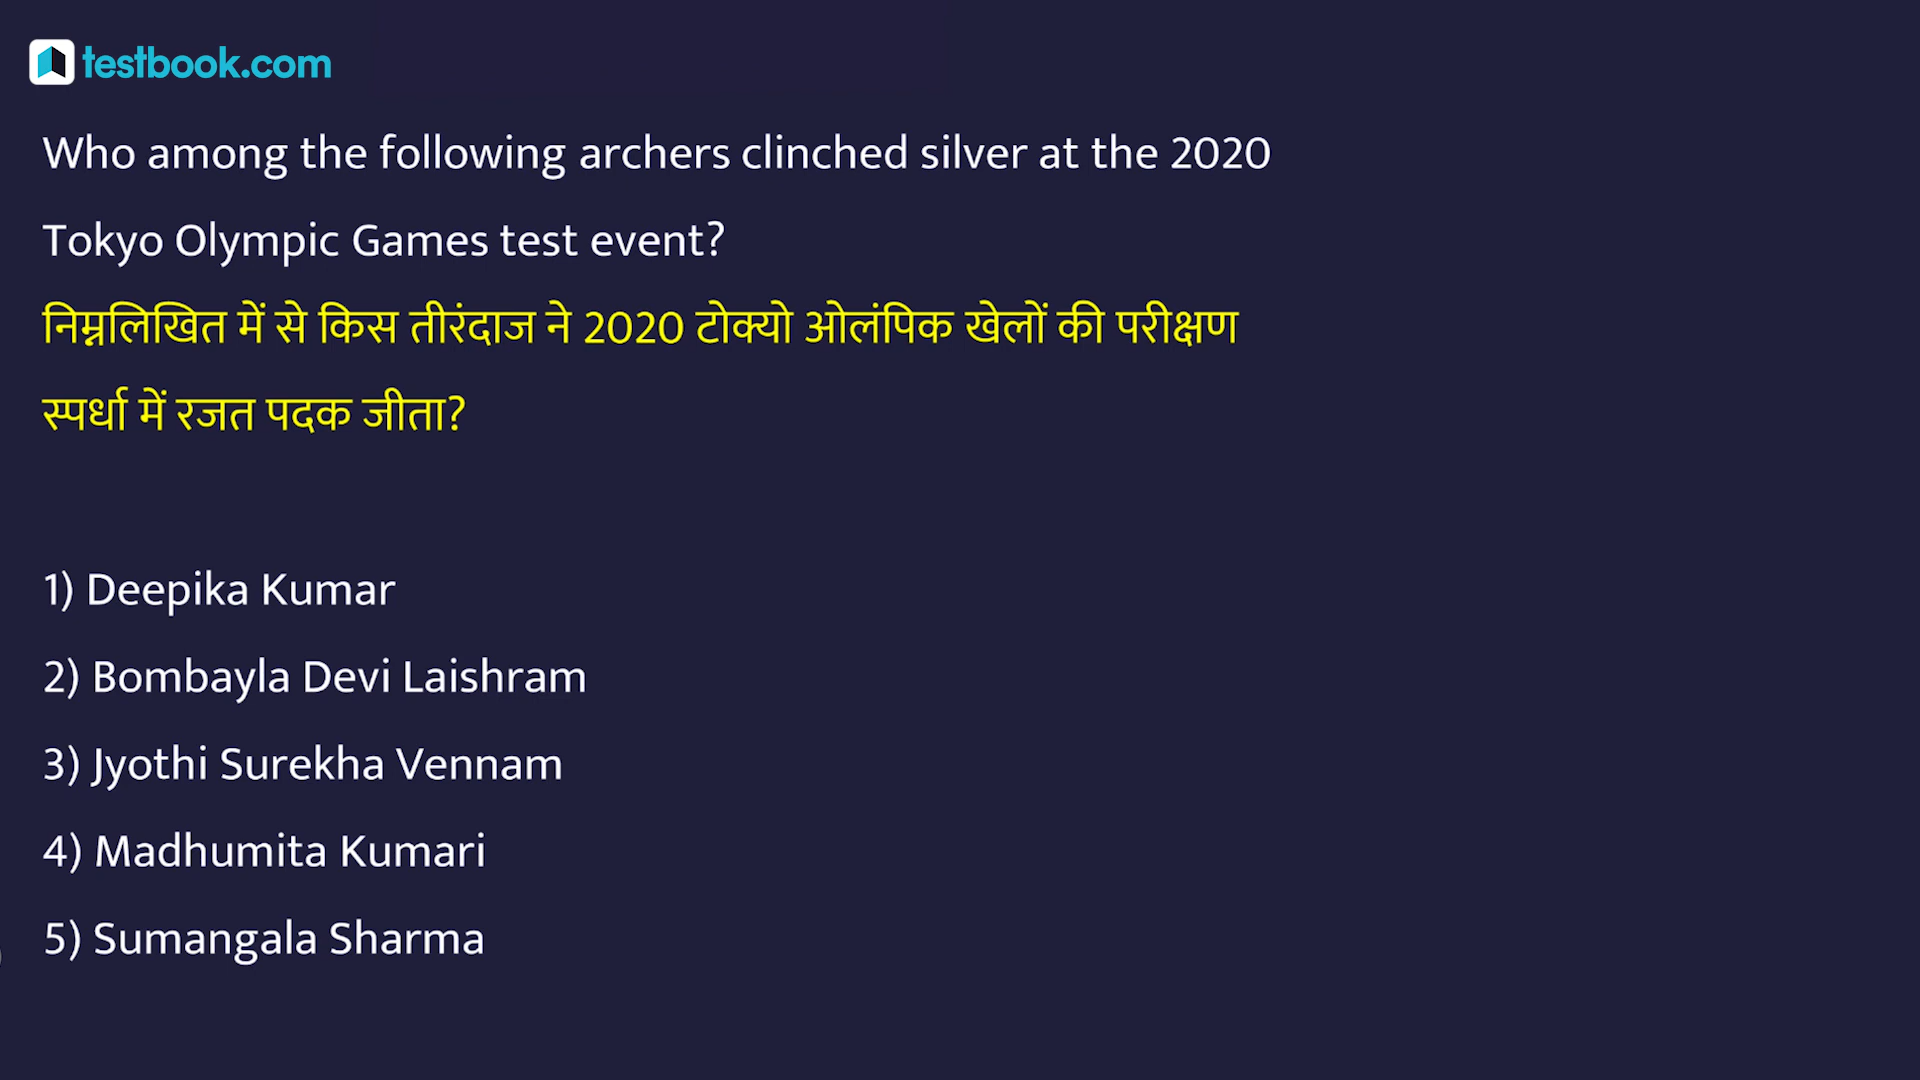 testbook.com
Who among the following archers clinched silver at the 2020
Tokyo Olympic Games test event?
निम्नलिखित में से किस तीरंदाज ने 2020 टोक्यो ओलंपिक खेलों की परीक्षण
स्पर्धा में रजत पदक जीता?
1) Deepika Kumar
2) Bombayla Devi Laishram
3) Jyothi Surekha Vennam
4) Madhumita Kumari
5) Sumangala Sharma